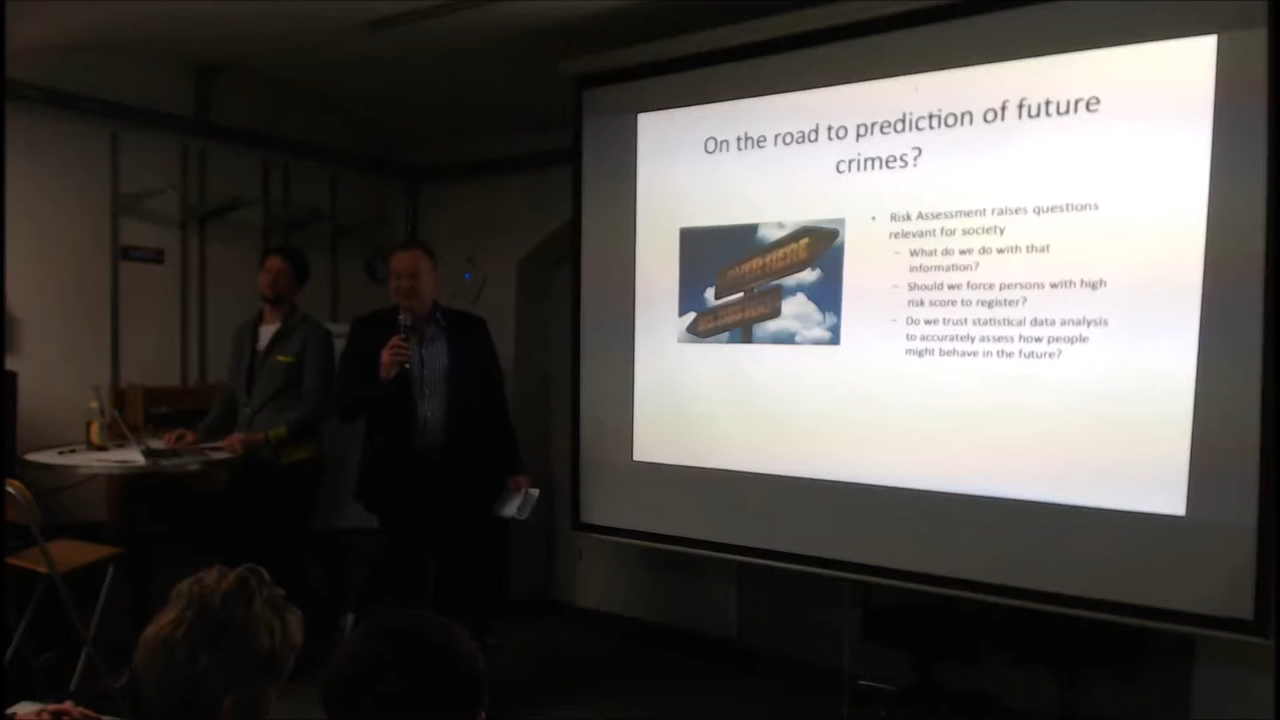 On the road to prediction of future
crimes?
• Risk Assessment raises questions
relevant for society
– What do we do with that
information?
– Should we force persons with high
risk score to register?
– Do we trust statistical data analysis
to accurately assess how people
might behave in the future?
OVER HERE